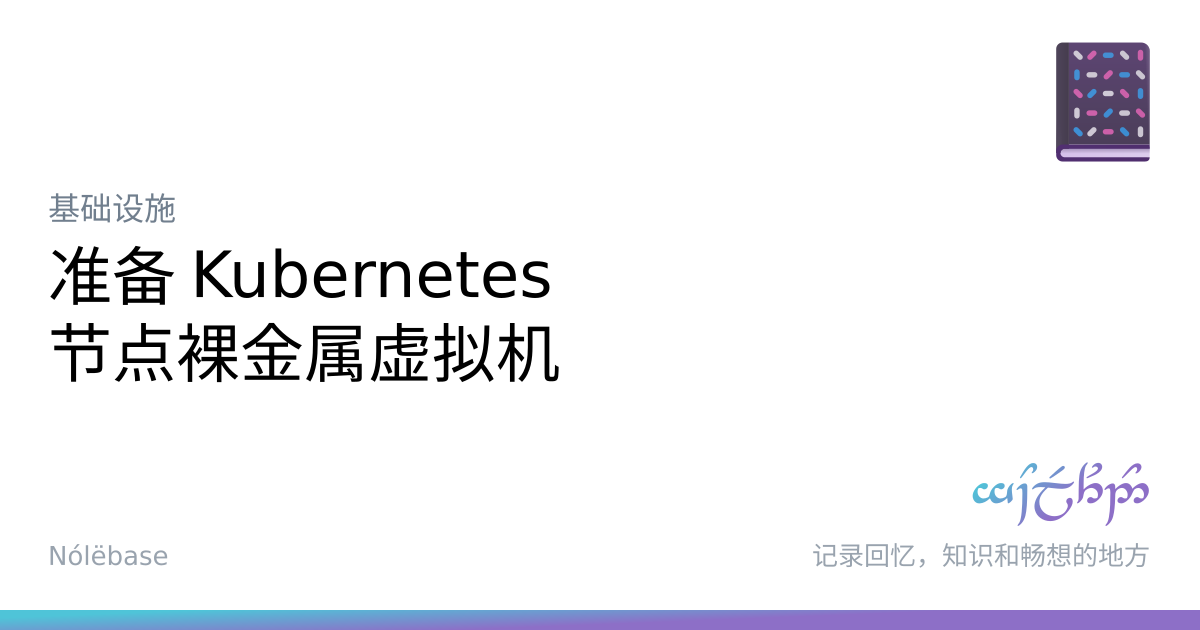 基础设施
准备 Kubernetes
节点裸金属虚拟机
Nólëbase
记录回忆，知识和畅想的地方